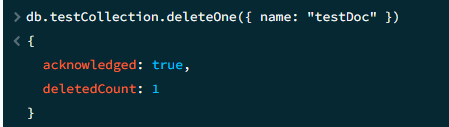 > db.testCollection.deleteOne({ name: "testDoc" })
< {
acknowledged: true,
deletedCount: 1
}